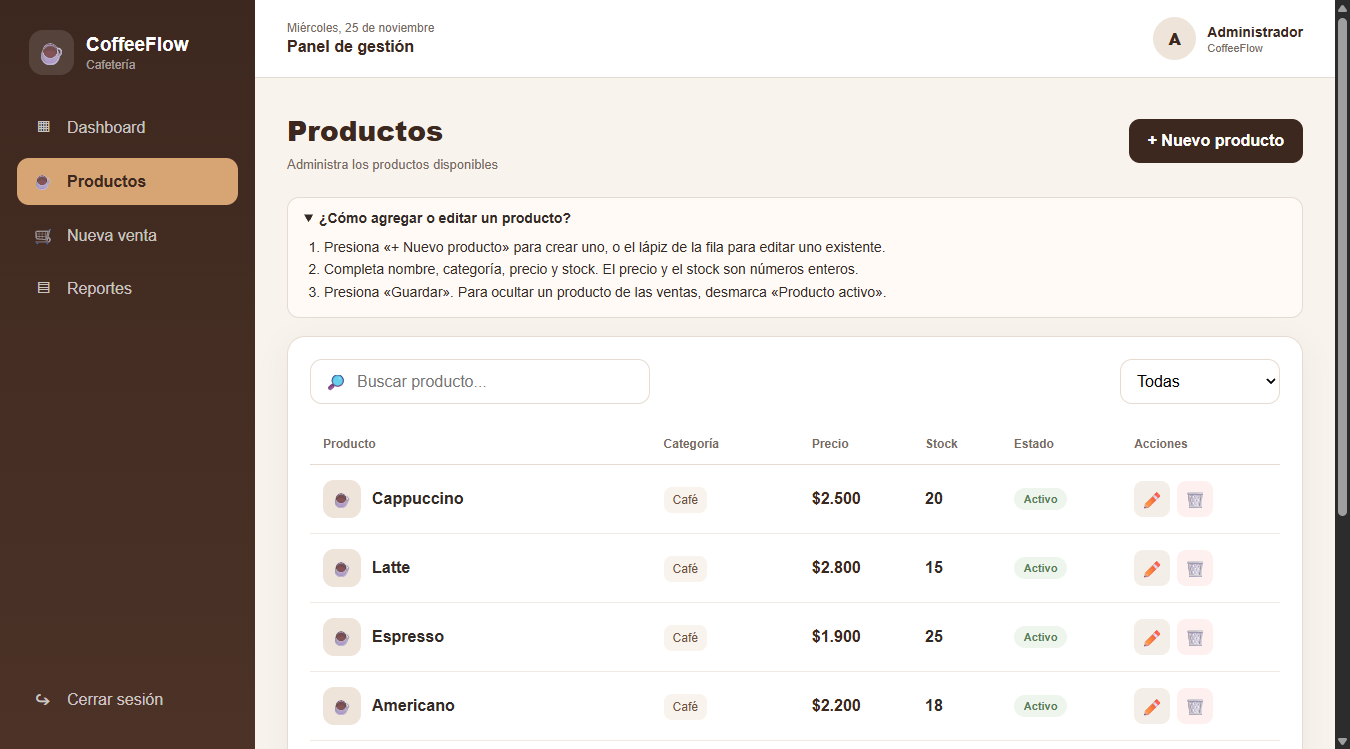 CoffeeFlow
Cafetería
Dashboard
Productos
Nueva venta
Reportes
Cerrar sesión
Miércoles, 25 de noviembre
Panel de gestión
A
Administrador
CoffeeFlow
Productos
Administra los productos disponibles
+ Nuevo producto
▼ ¿Cómo agregar o editar un producto?
1. Presiona «+ Nuevo producto» para crear uno, o el lápiz de la fila para editar uno existente.
2. Completa nombre, categoría, precio y stock. El precio y el stock son números enteros.
3. Presiona «Guardar». Para ocultar un producto de las ventas, desmarca «Producto activo».
Buscar producto...
Todas
Producto Categoría Precio Stock Estado Acciones
Cappuccino Café $2.500 20 Activo
Latte Café $2.800 15 Activo
Espresso Café $1.900 25 Activo
Americano Café $2.200 18 Activo